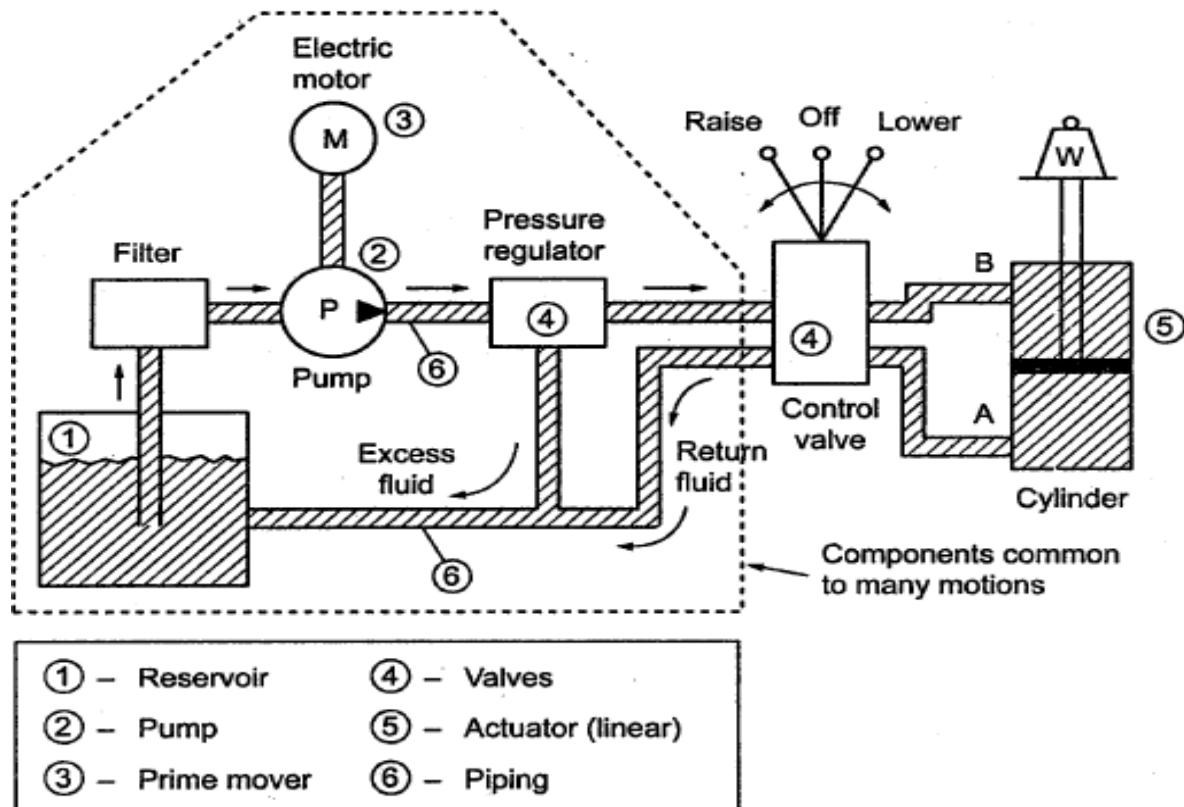 Electric
motor
M
③
Raise
Off
Lower
W
Filter
②
Pressure
regulator
B
P
④
④
⑤
Pump
⑥
Control
valve
A
①
Excess
fluid
Return
fluid
Cylinder
⑥
Components common
to many motions
① – Reservoir
② – Pump
③ – Prime mover
④ – Valves
⑤ – Actuator (linear)
⑥ – Piping